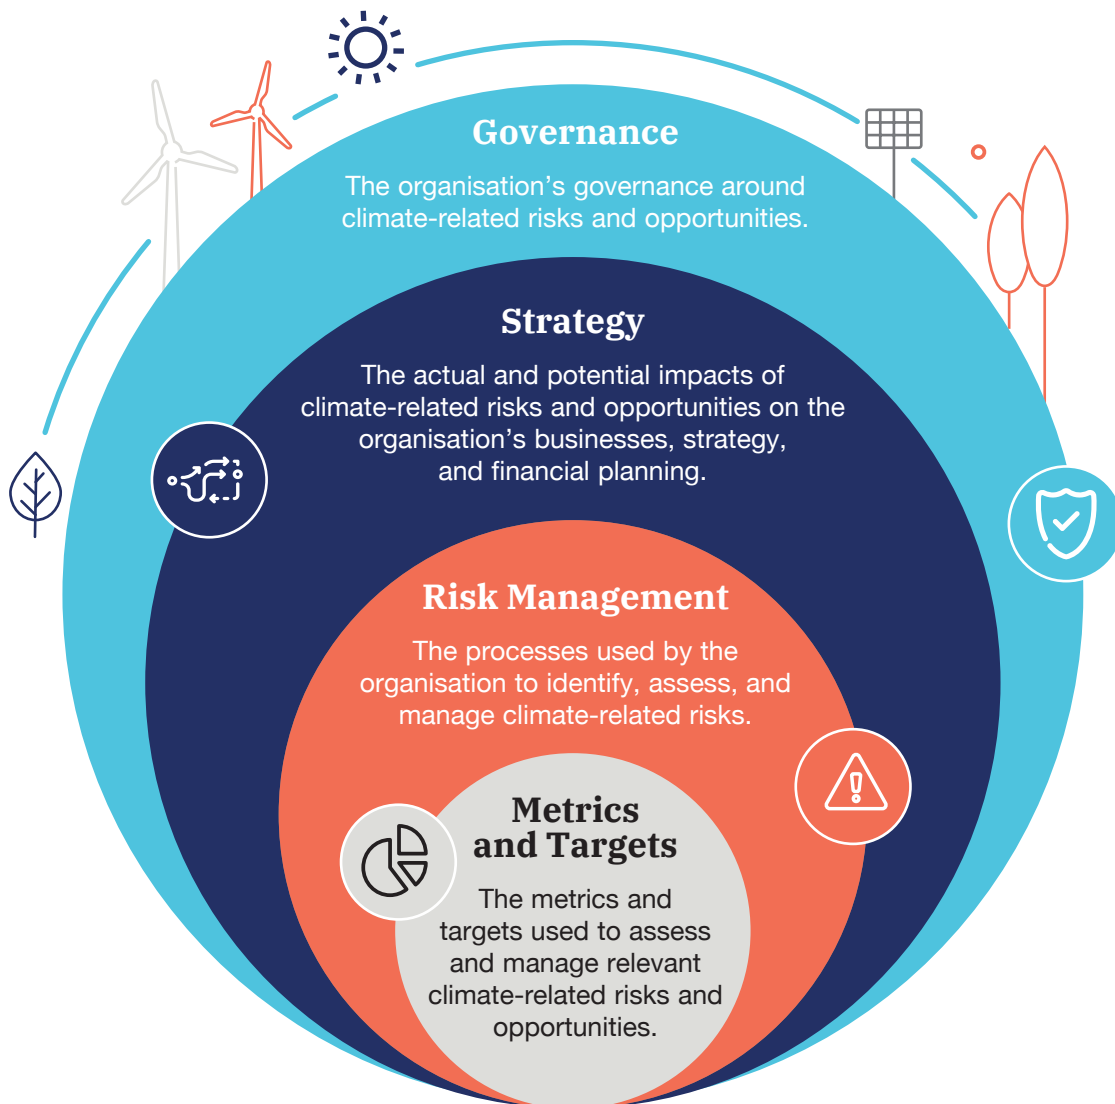 Governance
The organisation’s governance around
climate-related risks and opportunities.
Strategy
The actual and potential impacts of
climate-related risks and opportunities on the
organisation’s businesses, strategy,
and financial planning.
Risk Management
The processes used by the
organisation to identify, assess, and
manage climate-related risks.
Metrics
and Targets
The metrics and
targets used to assess
and manage relevant
climate-related risks and
opportunities.